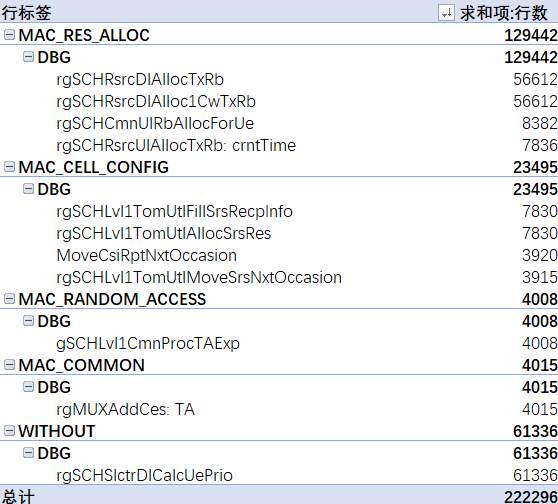 行标签 求和项:行数
MAC_RES_ALLOC 129442
DBG 129442
rgSCHRsrcDlAllocTxRb 56612
rgSCHRsrcDlAlloc1CwTxRb 56612
rgSCHCmnUlRbAllocForUe 8382
rgSCHRsrcUlAllocTxRb: crntTime 7836
MAC_CELL_CONFIG 23495
DBG 23495
rgSCHLvl1TomUtlFillSrsRecpInfo 7830
rgSCHLvl1TomUtlAllocSrsRes 7830
MoveCsiRptNxtOccasion 3920
rgSCHLvl1TomUtlMoveSrsNxtOccasion 3915
MAC_RANDOM_ACCESS 4008
DBG 4008
gSCHLvl1CmnProcTAExp 4008
MAC_COMMON 4015
DBG 4015
rgMUXAddCes: TA 4015
WITHOUT 61336
DBG 61336
rgSCHSlctrDlCalcUePrio 61336
总计 222296